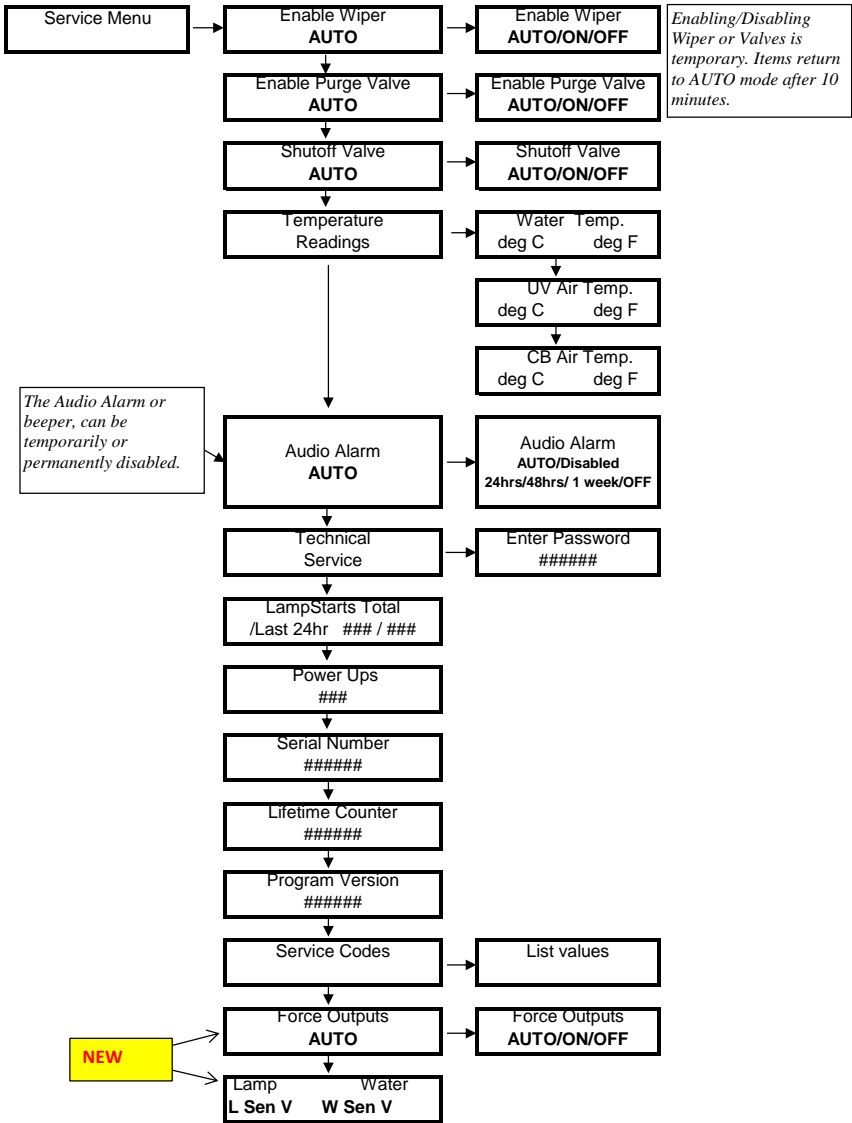 Service Menu
Enable Wiper
AUTO
Enable Wiper
AUTO/ON/OFF
Enabling/Disabling
Wiper or Valves is
temporary. Items return
to AUTO mode after 10
minutes.
Enable Purge Valve
AUTO
Enable Purge Valve
AUTO/ON/OFF
Shutoff Valve
AUTO
Shutoff Valve
AUTO/ON/OFF
Temperature
Readings
Water Temp.
deg C deg F
UV Air Temp.
deg C deg F
CB Air Temp.
deg C deg F
The Audio Alarm or
beeper, can be
temporarily or
permanently disabled.
Audio Alarm
AUTO
Audio Alarm
AUTO/Disabled
24hrs/48hrs/ 1 week/OFF
Technical
Service
Enter Password
######
LampStarts Total
/Last 24hr ### / ###
Power Ups
###
Serial Number
######
Lifetime Counter
######
Program Version
######
Service Codes
List values
Force Outputs
AUTO
Force Outputs
AUTO/ON/OFF
NEW
Lamp Water
L Sen V W Sen V